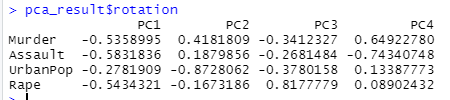 > pca_result$rotation
PC1 PC2 PC3 PC4
Murder -0.5358995 0.4181809 -0.3412327 0.64922780
Assault -0.5831836 0.1879856 -0.2681484 -0.74340748
UrbanPop -0.2781909 -0.8728062 -0.3780158 0.13387773
Rape -0.5434321 -0.1673186 0.8177779 0.08902432
>